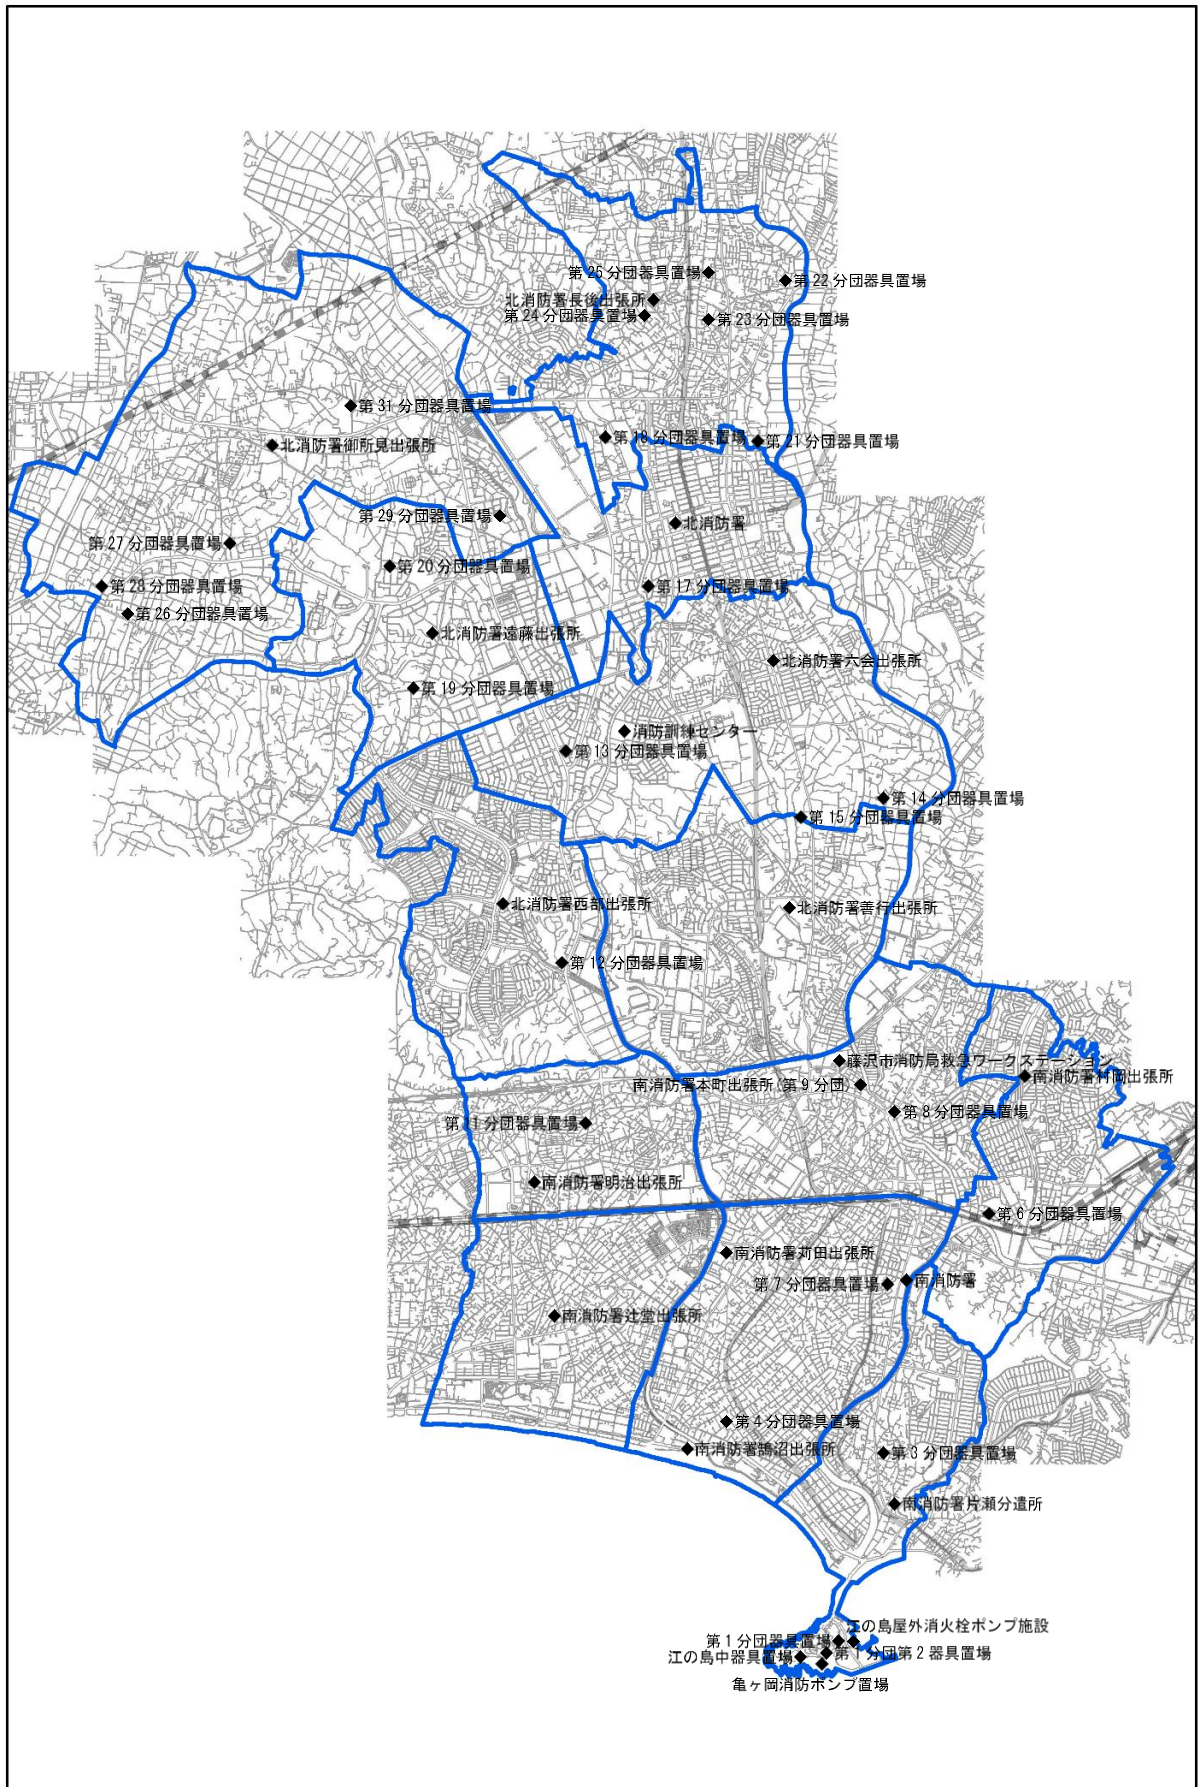 第25分団器具置場
第22分団器具置場
北消防署長後出張所
第24分団器具置場
第23分団器具置場
第31分団器具置場
第18分団器具置場
第21分団器具置場
北消防署御所見出張所
第29分団器具置場
北消防署
第27分団器具置場
第20分団器具置場
第28分団器具置場
第17分団器具置場
第26分団器具置場
北消防署遠藤出張所
北消防署六会出張所
第19分団器具置場
消防訓練センター
第13分団器具置場
第14分団器具置場
第15分団器具置場
北消防署西部出張所
北消防署善行出張所
第12分団器具置場
藤沢市消防局救急ワークステーション
南消防署村岡出張所
南消防署本町出張所(第9分団)
第8分団器具置場
第11分団器具置場
南消防署明治出張所
第6分団器具置場
南消防署苅田出張所
第7分団器具置場
南消防署
南消防署辻堂出張所
第4分団器具置場
南消防署鵠沼出張所
第3分団器具置場
南消防署片瀬分遣所
江の島屋外消火栓ポンプ施設
第1分団器具置場
第1分団第2器具置場
江の島中器具置場
亀ヶ岡消防ポンプ置場